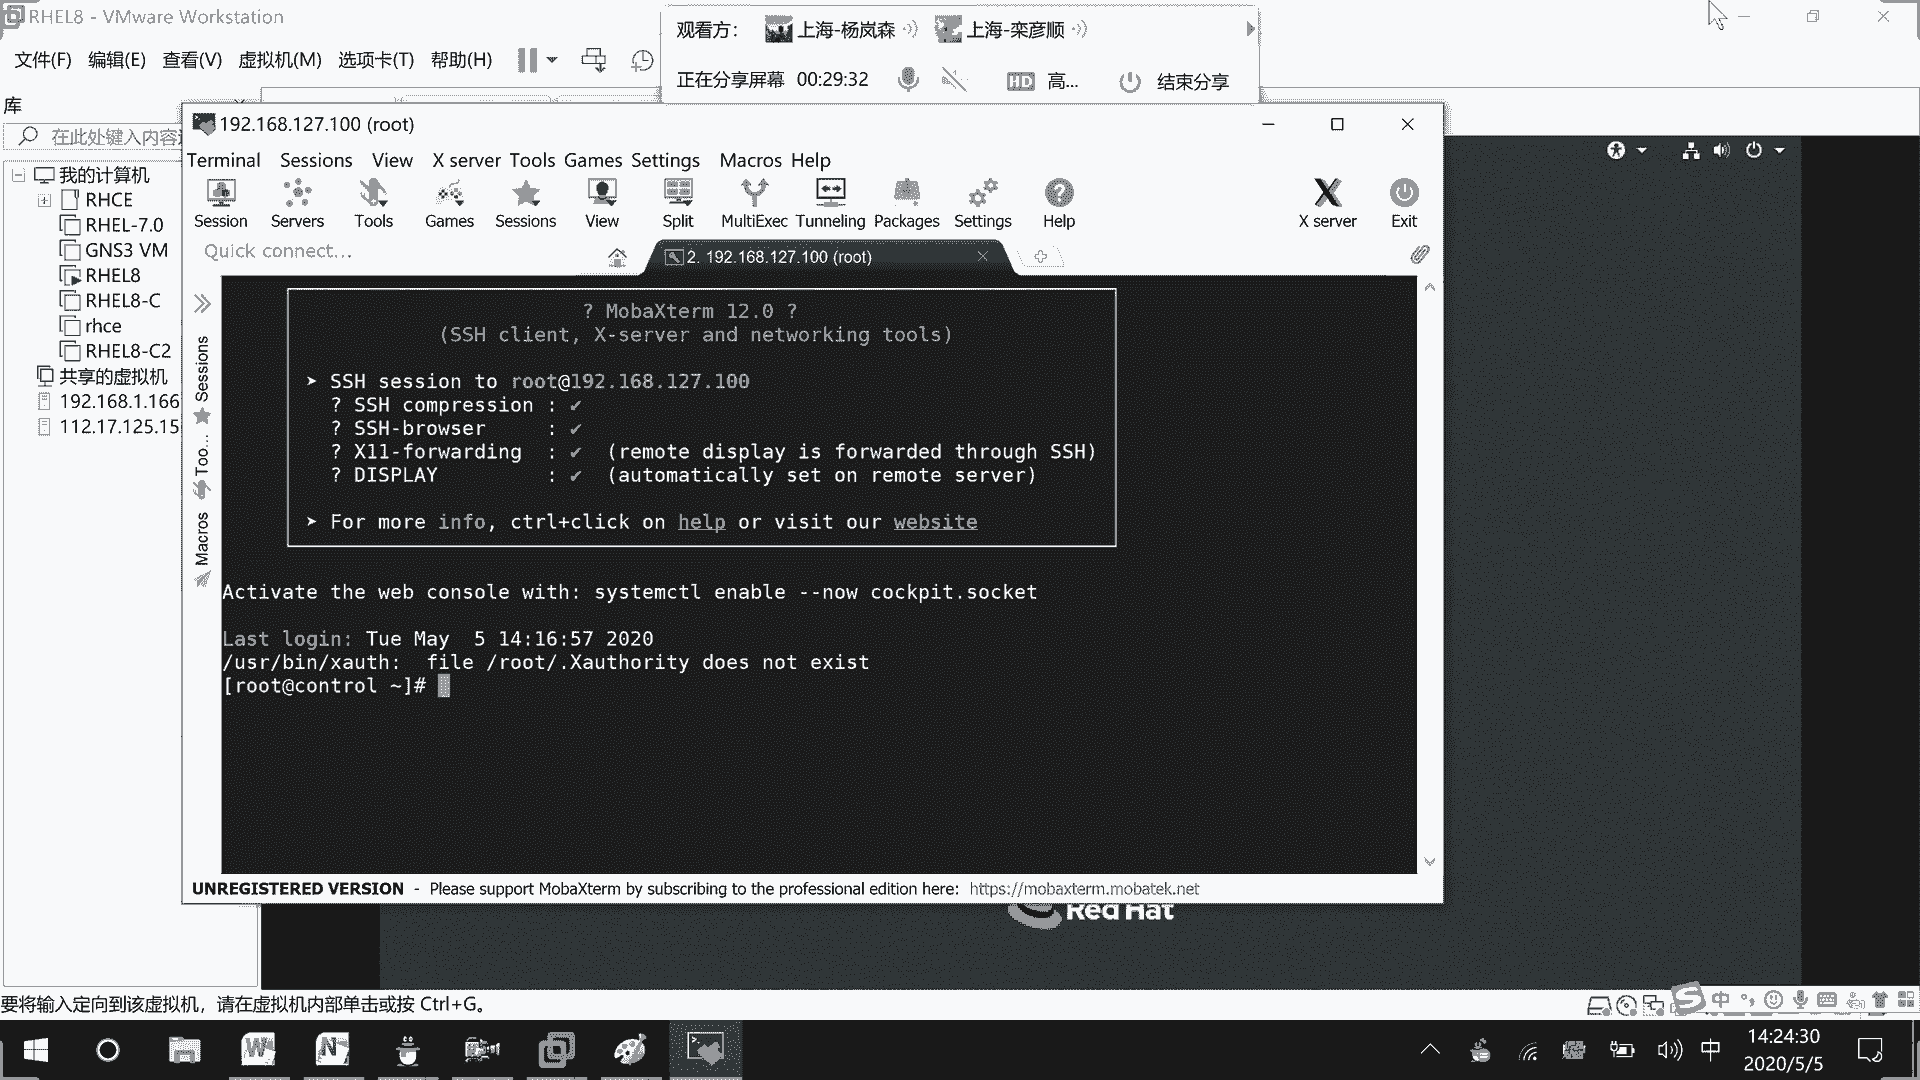 RHEL8 - VMware Workstation
文件(F) 编辑(E) 查看(V) 虚拟机(M) 选项卡(T) 帮助(H)
观看方： 上海-杨岚森 上海-栾彦顺
正在分享屏幕 00:29:32 HD 高... 结束分享
库
在此处键入内容
我的计算机
RHCE
RHEL-7.0
GNS3 VM
RHEL8
RHEL8-C
rhce
RHEL8-C2
共享的虚拟机
192.168.1.166
112.17.125.15
192.168.127.100 (root)
Terminal Sessions View X server Tools Games Settings Macros Help
Session Servers Tools Games Sessions View Split MultiExec Tunneling Packages Settings Help X server Exit
Quick connect...
2. 192.168.127.100 (root)
Sessions
Too...
Macros
? MobaXterm 12.0 ?
(SSH client, X-server and networking tools)
➤ SSH session to root@192.168.127.100
? SSH compression : ✔
? SSH-browser : ✔
? X11-forwarding : ✔ (remote display is forwarded through SSH)
? DISPLAY : ✔ (automatically set on remote server)
➤ For more info, ctrl+click on help or visit our website
Activate the web console with: systemctl enable --now cockpit.socket
Last login: Tue May  5 14:16:57 2020
/usr/bin/xauth:  file /root/.Xauthority does not exist
[root@control ~]#
UNREGISTERED VERSION - Please support MobaXterm by subscribing to the professional edition here: https://mobaxterm.mobatek.net
Red Hat
要将输入定向到该虚拟机，请在虚拟机内部单击或按 Ctrl+G。
中
中
14:24:30
2020/5/5